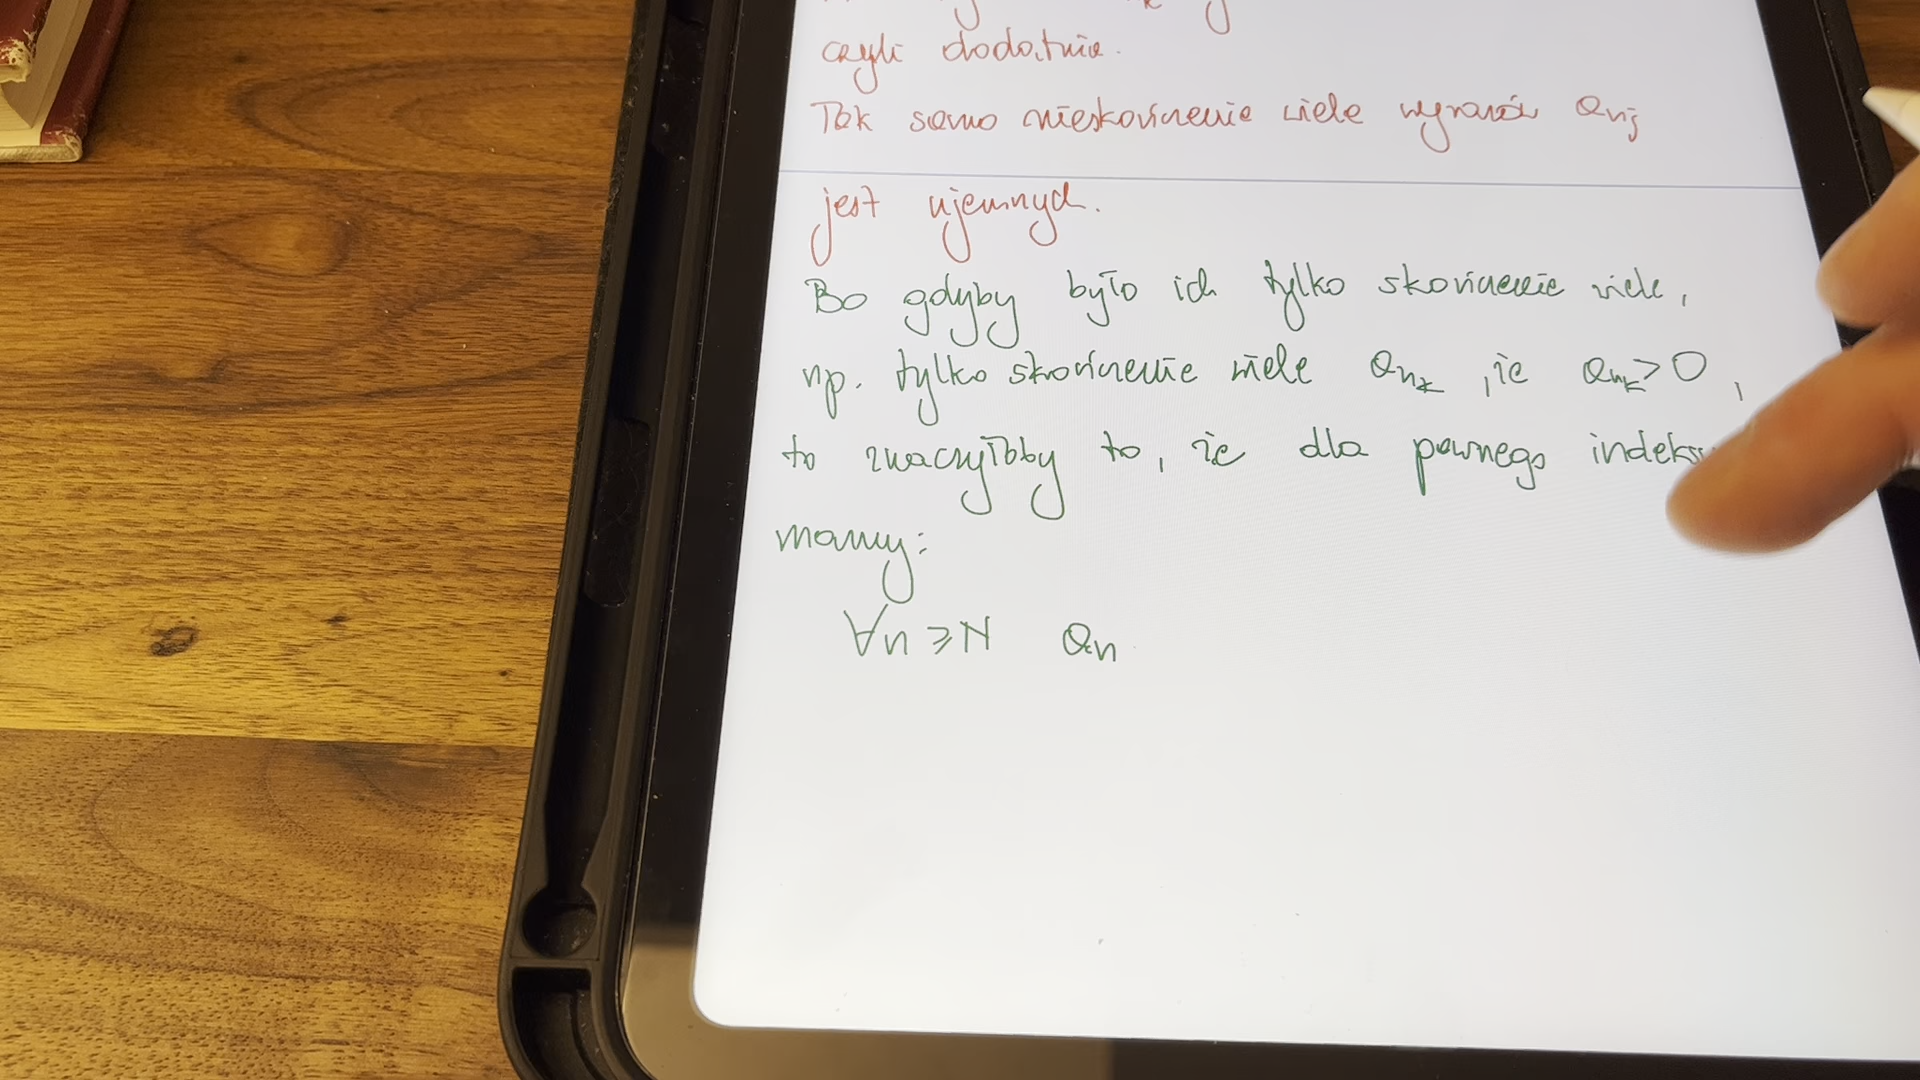 czyli dodatnie.
Tak samo nieskończenie wiele wyrazów a_{n_j}
jest ujemnych.
Bo gdyby było ich tylko skończenie wiele,
np. tylko skończenie wiele a_{n_k}, że a_{n_k} > 0,
to znaczyłoby to, że dla pewnego indeksu
mamy:
∀n ⩾ N a_n